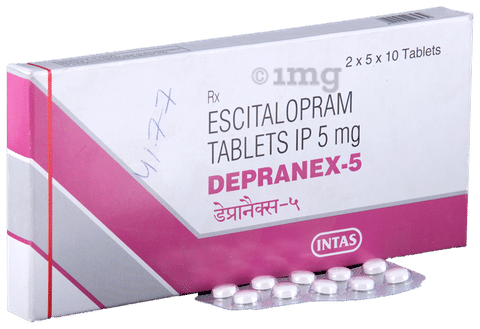 2 x 5 x 10 Tablets
©1mg
Rx
ESCITALOPRAM
TABLETS IP 5 mg
DEPRANEX-5
डेप्रानैक्स-५
INTAS